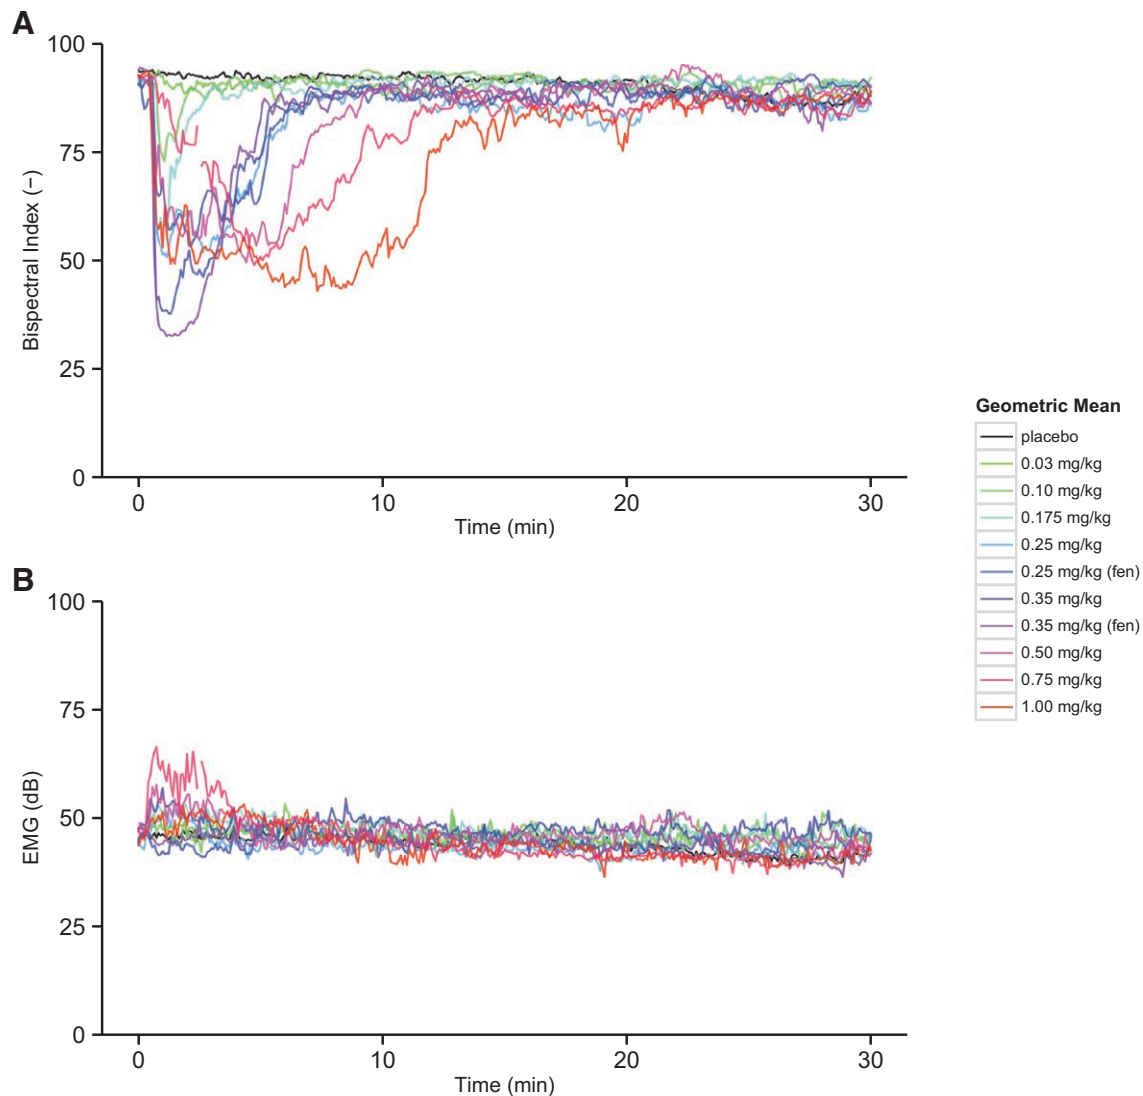 A
100
75
50
25
0
Bispectral Index (–)
0 10 20 30
Time (min)
B
100
75
50
25
0
EMG (dB)
0 10 20 30
Time (min)
Geometric Mean
placebo
0.03 mg/kg
0.10 mg/kg
0.175 mg/kg
0.25 mg/kg
0.25 mg/kg (fen)
0.35 mg/kg
0.35 mg/kg (fen)
0.50 mg/kg
0.75 mg/kg
1.00 mg/kg